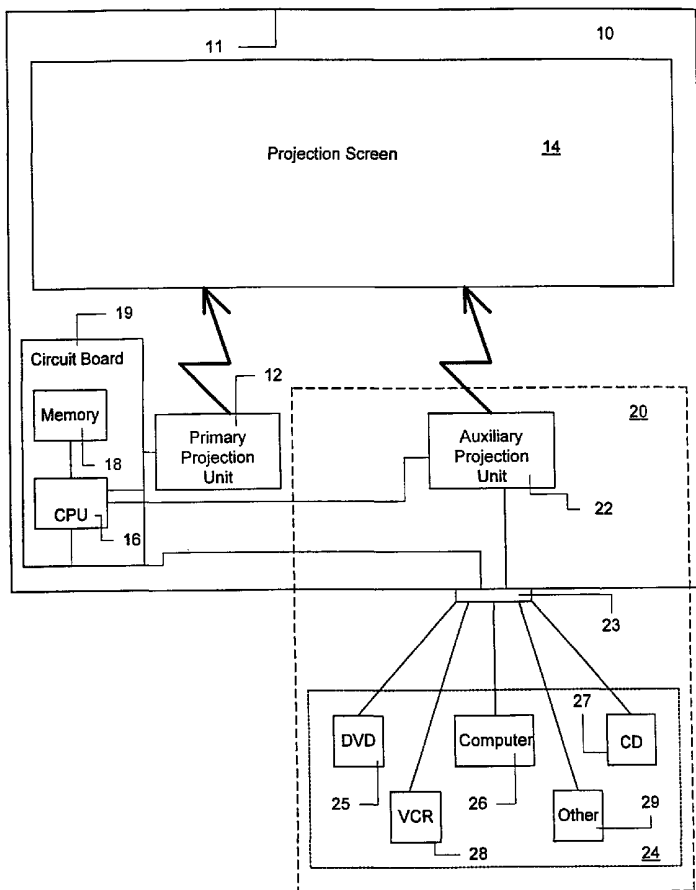 11
10
Projection Screen
14
19
Circuit Board
12
20
Memory
18
Primary
Projection
Unit
Auxiliary
Projection
Unit
CPU
16
22
23
27
DVD
Computer
CD
25
26
VCR
Other
29
28
24